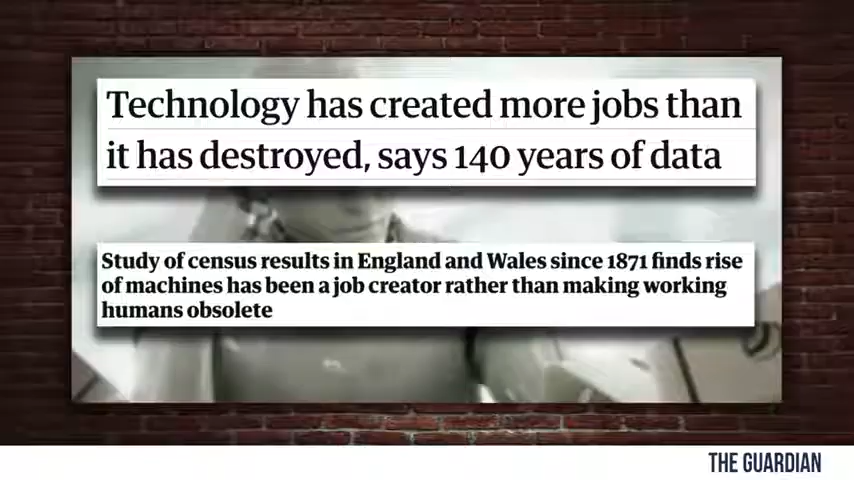 Technology has created more jobs than
it has destroyed, says 140 years of data
Study of census results in England and Wales since 1871 finds rise
of machines has been a job creator rather than making working
humans obsolete
THE GUARDIAN